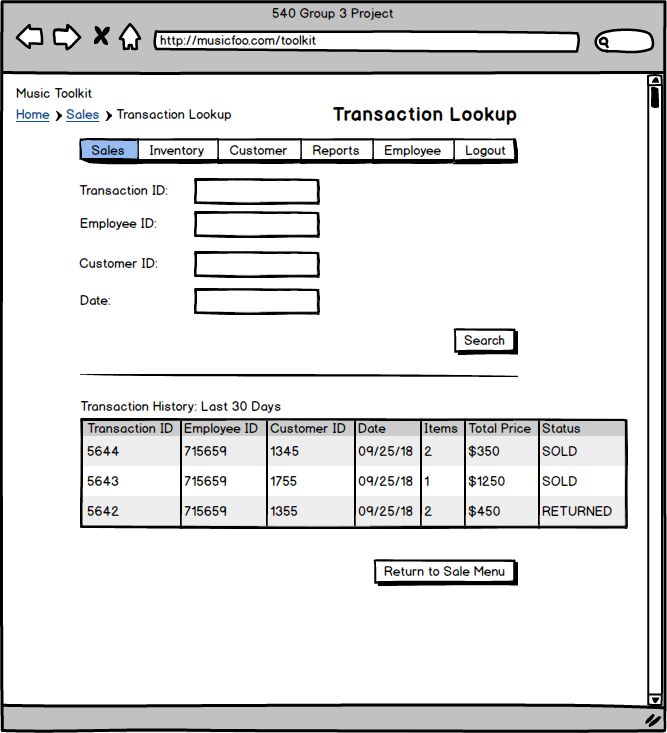 540 Group 3 Project
http://musicfoo.com/toolkit
Music Toolkit
Home Sales Transaction Lookup
Transaction Lookup
Sales Inventory Customer Reports Employee Logout
Transaction ID:
Employee ID:
Customer ID:
Date:
Search
Transaction History: Last 30 Days
Transaction ID Employee ID Customer ID Date Items Total Price Status
5644 715659 1345 09/25/18 2 $350 SOLD
5643 715659 1755 09/25/18 1 $1250 SOLD
5642 715659 1355 09/25/18 2 $450 RETURNED
Return to Sale Menu